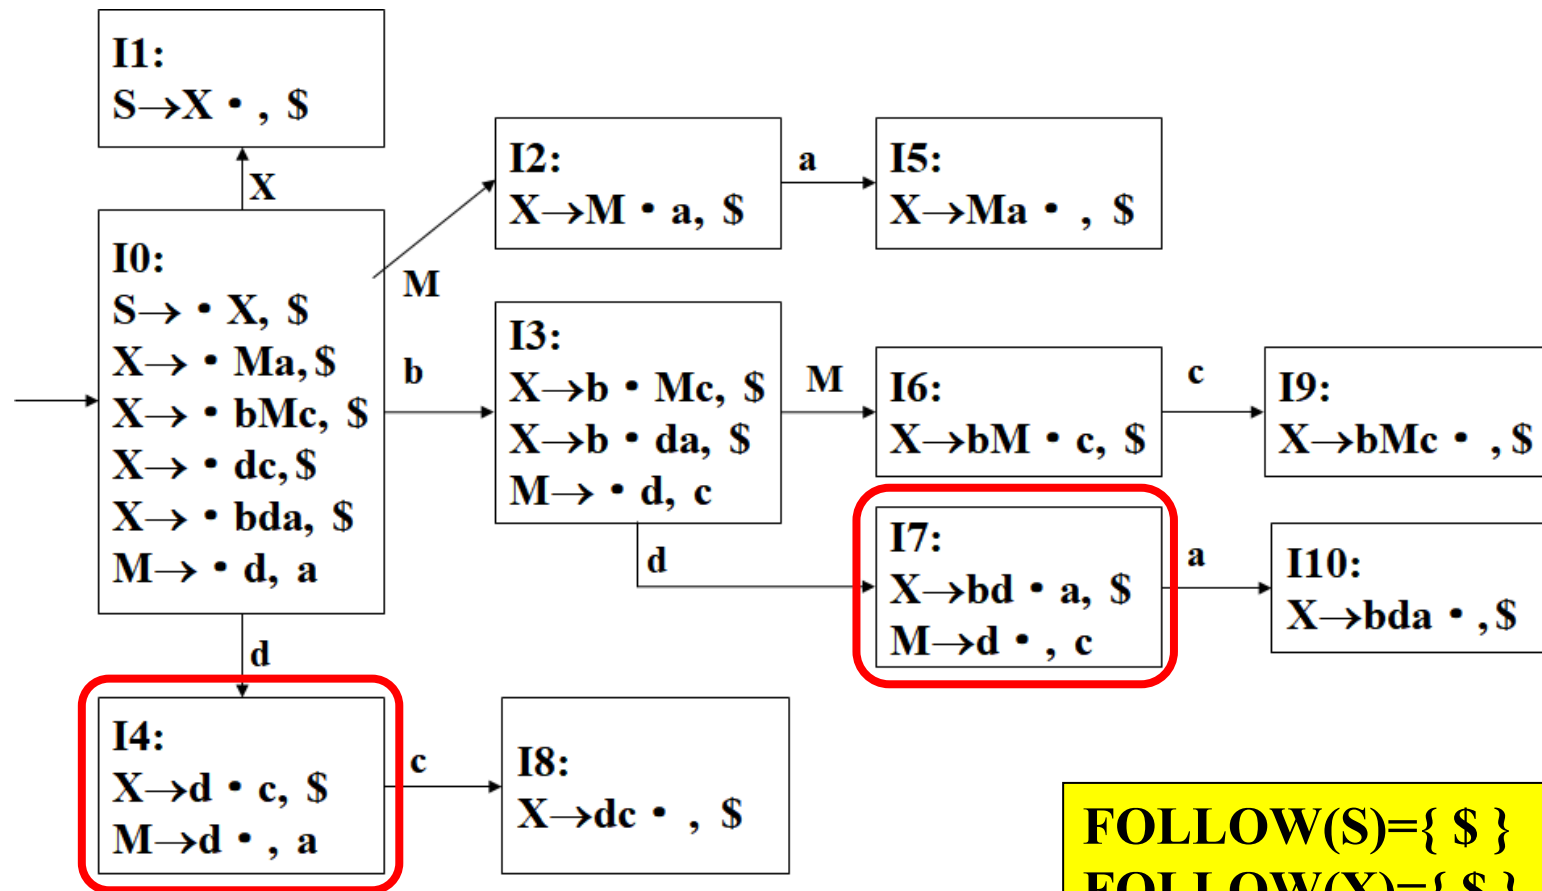 I1:
S→X • , $
X
I0:
S→ • X, $
X→ • Ma,$
X→ • bMc, $
X→ • dc,$
X→ • bda, $
M→ • d, a
M
I2:
X→M • a, $
a
I5:
X→Ma • , $
b
I3:
X→b • Mc, $
X→b • da, $
M→ • d, c
M
I6:
X→bM • c, $
c
I9:
X→bMc • ,$
d
I7:
X→bd • a, $
M→d • , c
a
I10:
X→bda • ,$
d
I4:
X→d • c, $
M→d • , a
c
I8:
X→dc • , $
FOLLOW(S)={ $ }
FOLLOW(X)={ $ }